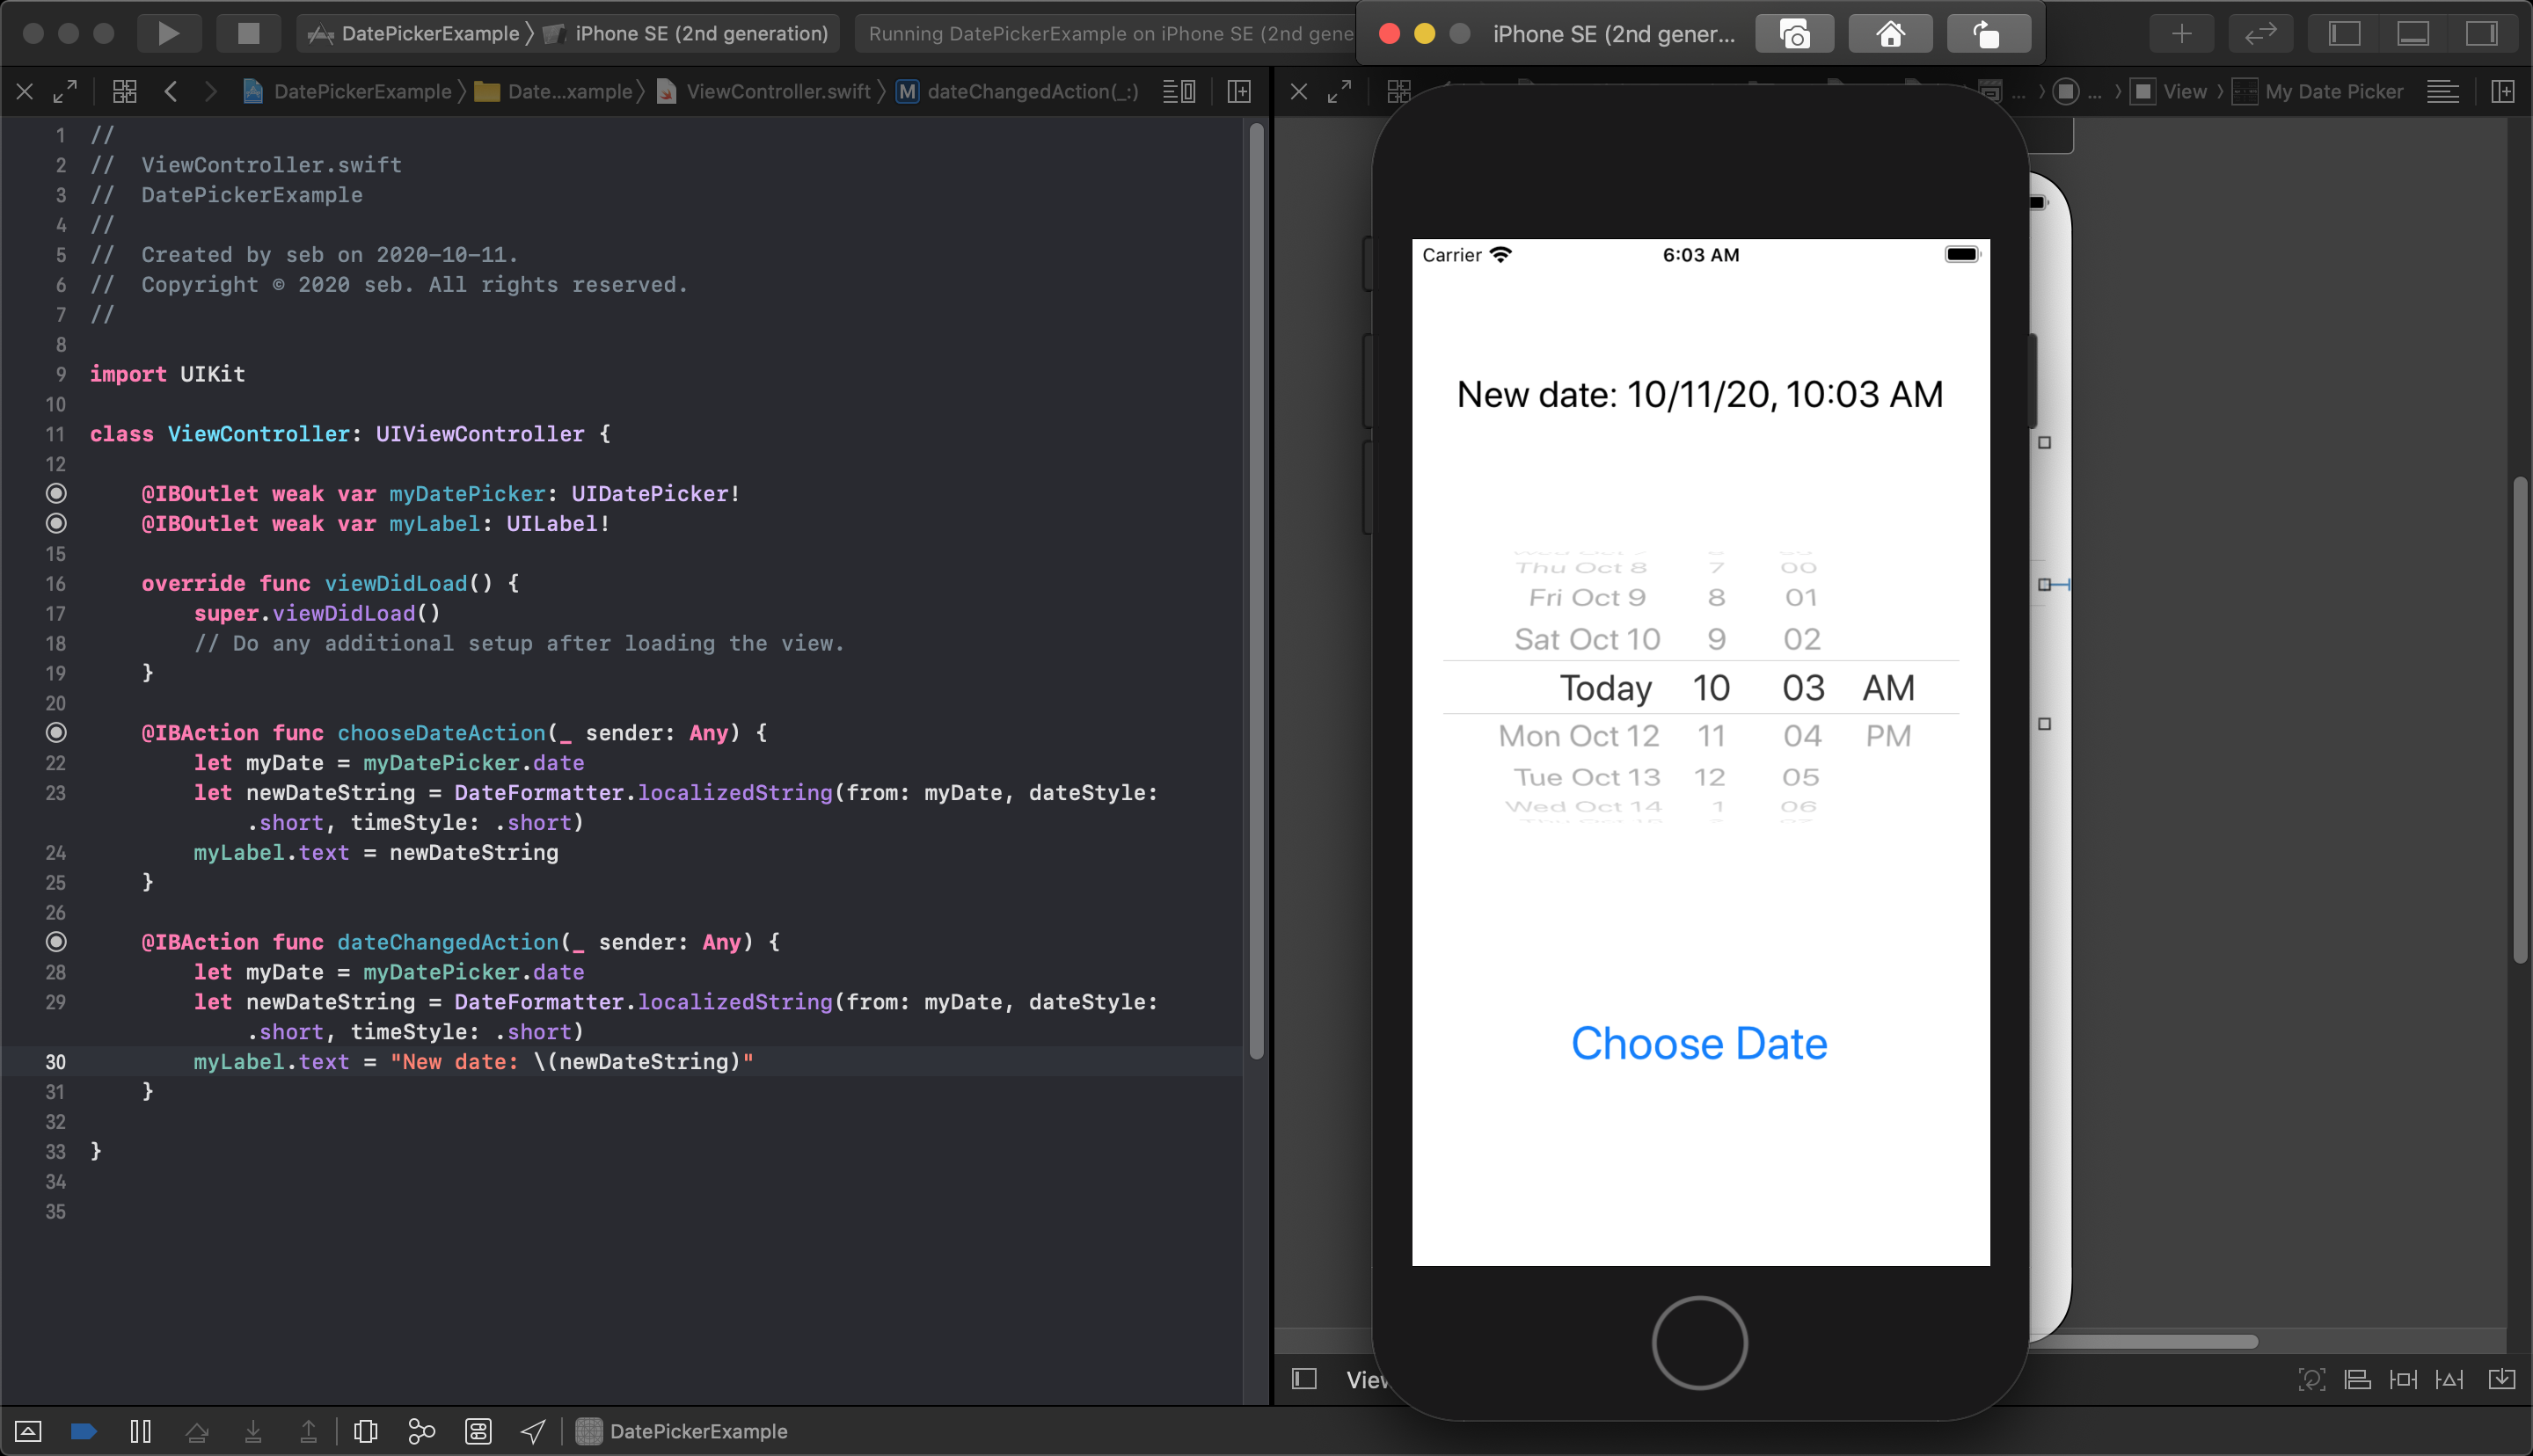 DatePickerExample
iPhone SE (2nd generation)
Running DatePickerExample on iPhone SE (2nd gene
iPhone SE (2nd gener...
DatePickerExample
Date...xample
ViewController.swift
M dateChangedAction(_:)
... ... View My Date Picker
1 //
2 //  ViewController.swift
3 //  DatePickerExample
4 //
5 //  Created by seb on 2020-10-11.
6 //  Copyright © 2020 seb. All rights reserved.
7 //
8
9 import UIKit
10
11 class ViewController: UIViewController {
12
@IBOutlet weak var myDatePicker: UIDatePicker!
@IBOutlet weak var myLabel: UILabel!
15
16 override func viewDidLoad() {
17 super.viewDidLoad()
18 // Do any additional setup after loading the view.
19 }
20
@IBAction func chooseDateAction(_ sender: Any) {
22 let myDate = myDatePicker.date
23 let newDateString = DateFormatter.localizedString(from: myDate, dateStyle:
.short, timeStyle: .short)
24 myLabel.text = newDateString
25 }
26
@IBAction func dateChangedAction(_ sender: Any) {
28 let myDate = myDatePicker.date
29 let newDateString = DateFormatter.localizedString(from: myDate, dateStyle:
.short, timeStyle: .short)
30 myLabel.text = "New date: \(newDateString)"
31 }
32
33 }
34
35
Carrier 6:03 AM
New date: 10/11/20, 10:03 AM
Thu Oct 8 7 00
Fri Oct 9 8 01
Sat Oct 10 9 02
Today 10 03 AM
Mon Oct 12 11 04 PM
Tue Oct 13 12 05
Wed Oct 14 1 06
Choose Date
View
DatePickerExample